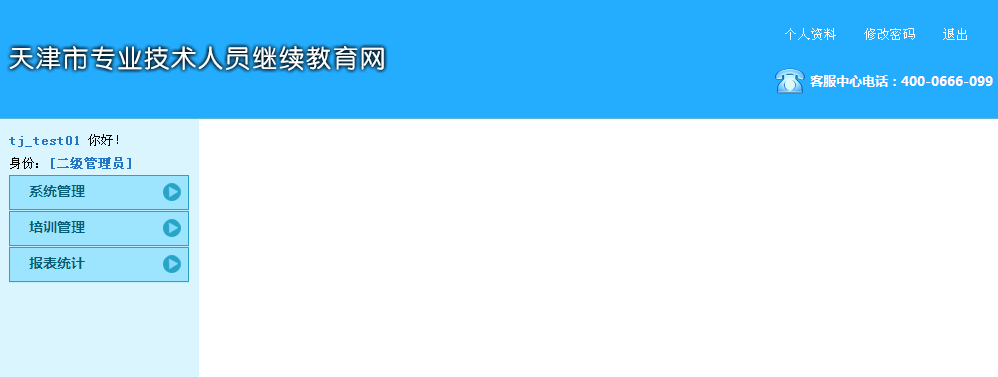 个人资料 修改密码 退出
天津市专业技术人员继续教育网
客服中心电话：400-0666-099
tj_test01 你好！
身份：[二级管理员]
系统管理
培训管理
报表统计